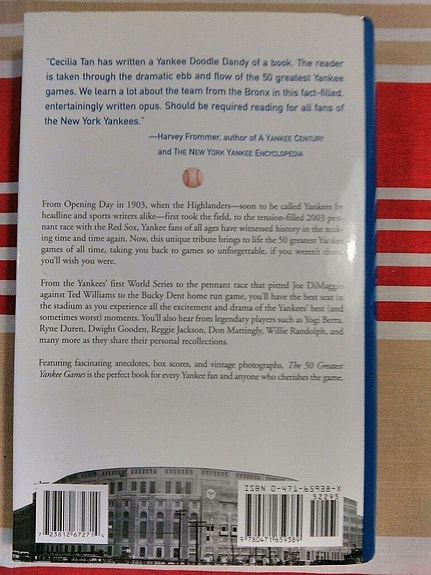 "Cecilia Tan has written a Yankee Doodle Dandy of a book. The reader
is taken through the dramatic ebb and flow of the 50 greatest Yankee
games. We learn a lot about the team from the Bronx in this fact-filled,
entertainingly written opus. Should be required reading for all fans of
the New York Yankees."
—Harvey Frommer, author of A YANKEE CENTURY
and THE NEW YORK YANKEE ENCYCLOPEDIA
From Opening Day in 1903, when the Highlanders—soon to be called Yankees by
headline and sports writers alike—first took the field, to the tension-filled 2003 pen-
nant race with the Red Sox, Yankee fans of all ages have witnessed history in the mak-
ing time and time again. Now, this unique tribute brings to life the 50 greatest Yankee
games of all time, taking you back to games so unforgettable, if you weren't there,
you'll wish you were.
From the Yankees' first World Series to the pennant race that pitted Joe DiMaggio
against Ted Williams to the Bucky Dent home run game, you'll have the best seat in
the stadium as you experience all the excitement and drama of the Yankees' best (and
sometimes worst) moments. You'll also hear from legendary players such as Yogi Berra,
Ryne Duren, Dwight Gooden, Reggie Jackson, Don Mattingly, Willie Randolph, and
many more as they share their personal recollections.
Featuring fascinating anecdotes, box scores, and vintage photographs, The 50 Greatest
Yankee Games is the perfect book for every Yankee fan and anyone who cherishes the game.
ISBN 0-471-65938-X
52295
7 23812 67271 4
9 780471 659389